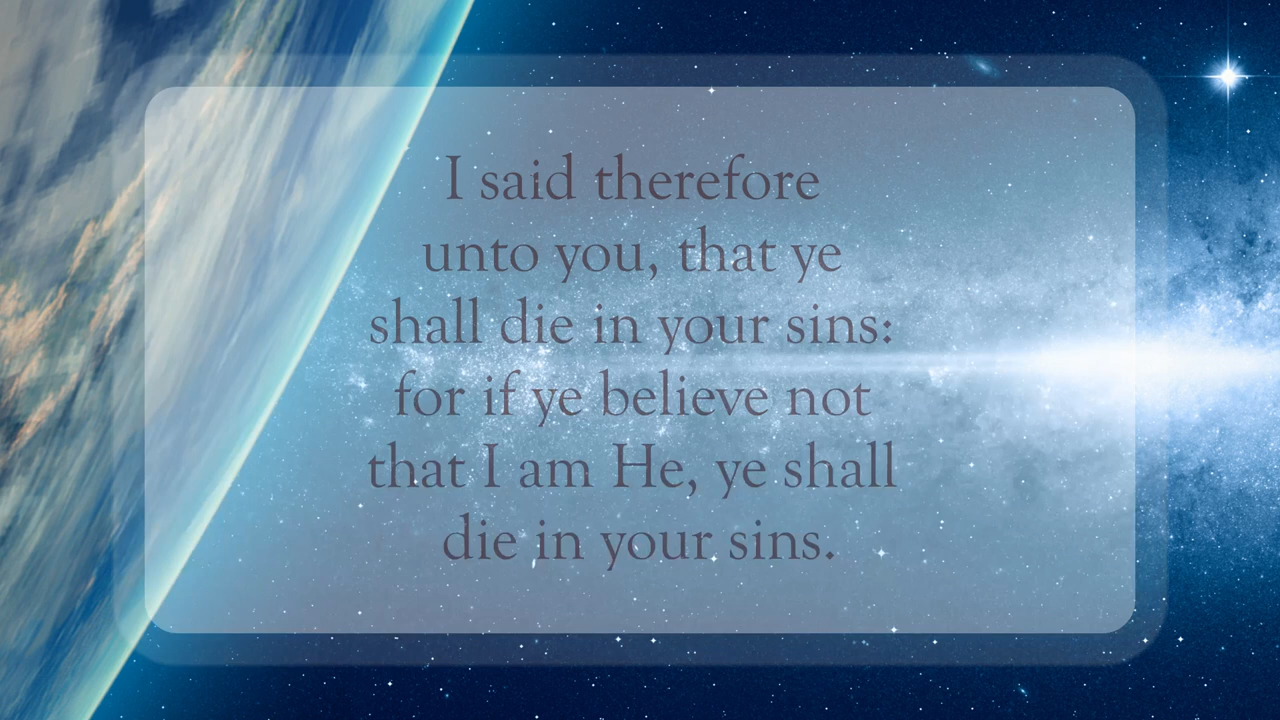 I said therefore
unto you, that ye
shall die in your sins:
for if ye believe not
that I am He, ye shall
die in your sins.